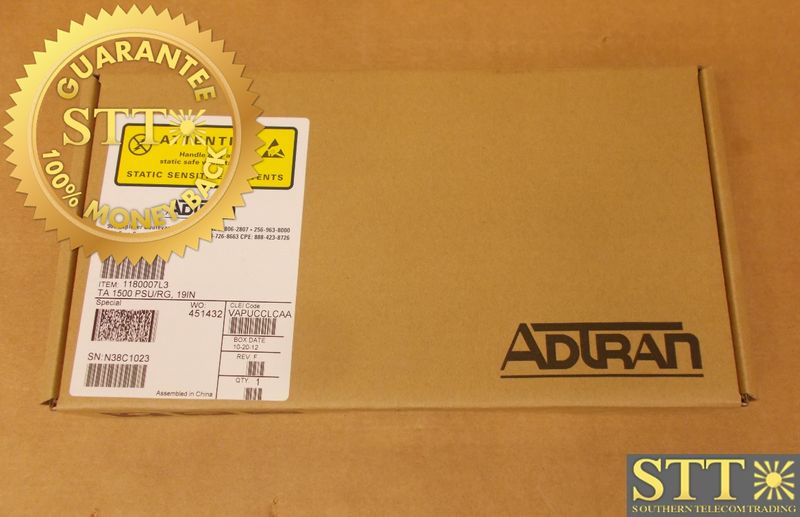 GUARANTEE
STT
100% MONEY BACK
ATTENTI
Handle
static safe
STATIC SENSITIVE
ADTRAN
806-2807 • 256-963-8000
-726-8663 CPE: 888-423-8726
ITEM: 1180007L3
TA 1500 PSU/RG, 19IN
Special
WO:
451432
CLEI Code
VAPUCCLCAA
BOX DATE
10-20-12
REV F
SN:N38C1023
QTY. 1
Assembled in China
ADTRAN
STT
SOUTHERN TELECOM TRADING